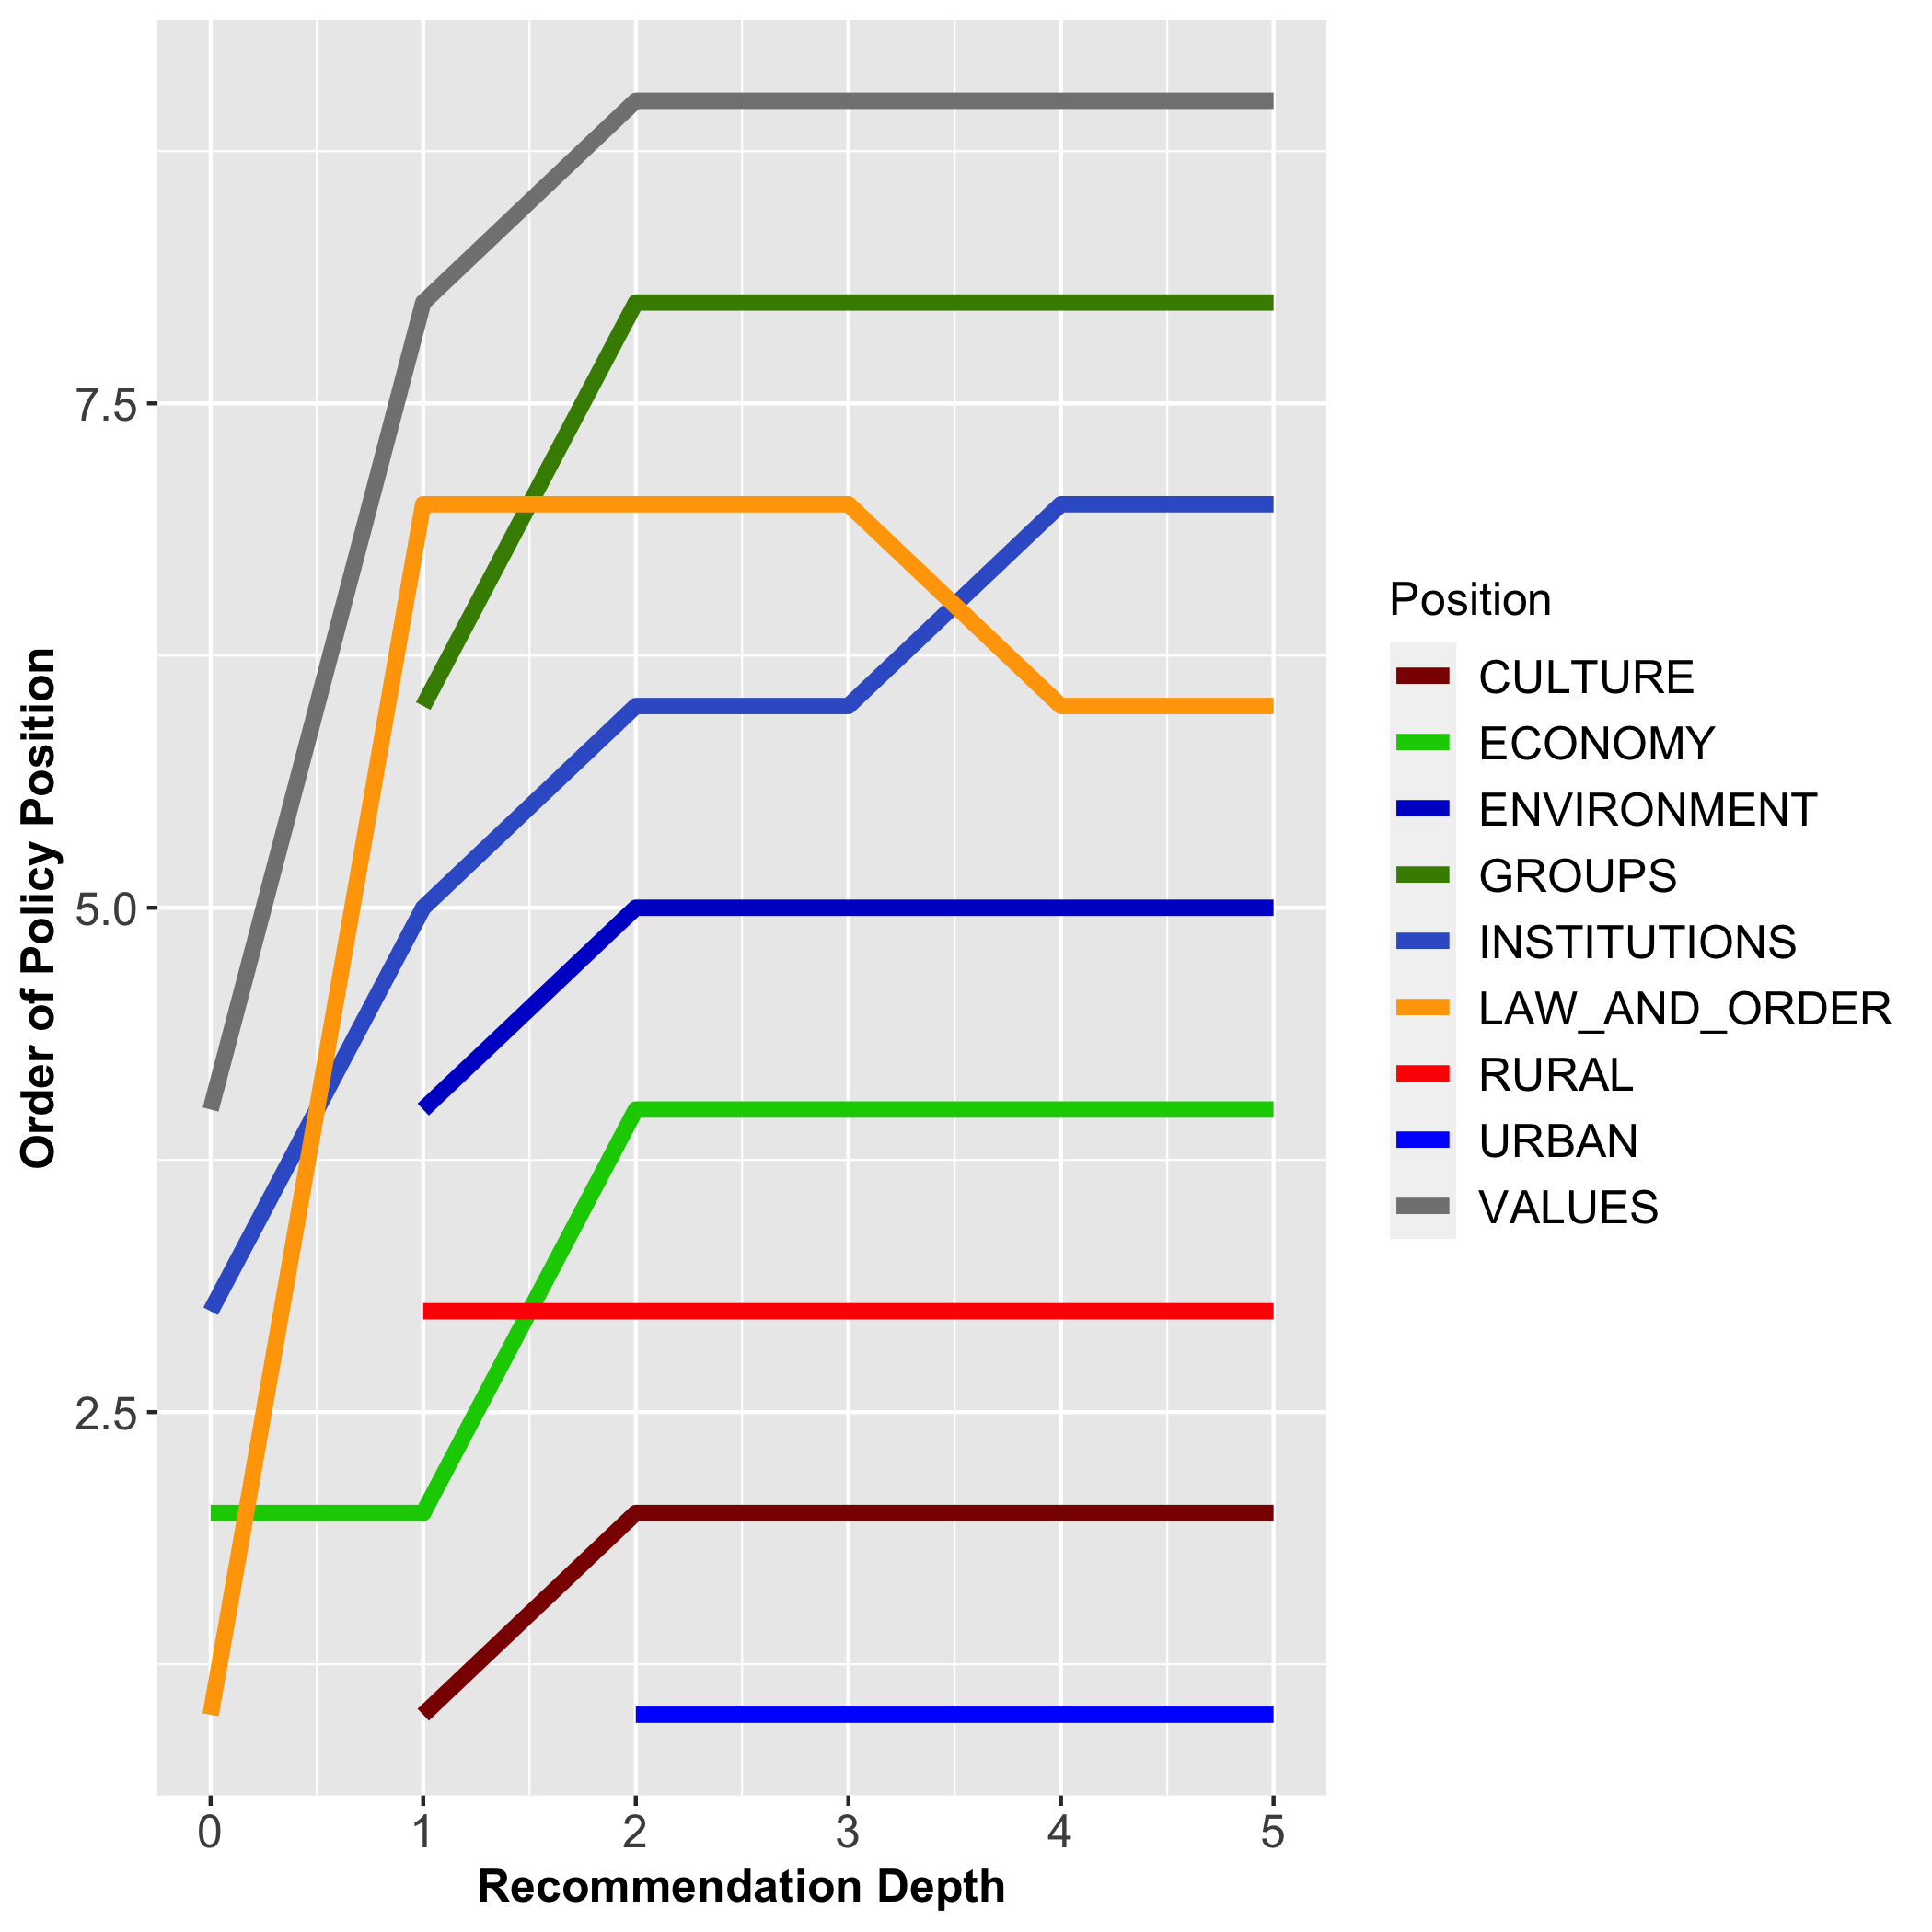 Order of Policy Position
7.5
5.0
2.5
0 1 2 3 4 5
Recommendation Depth
Position
CULTURE
ECONOMY
ENVIRONMENT
GROUPS
INSTITUTIONS
LAW_AND_ORDER
RURAL
URBAN
VALUES